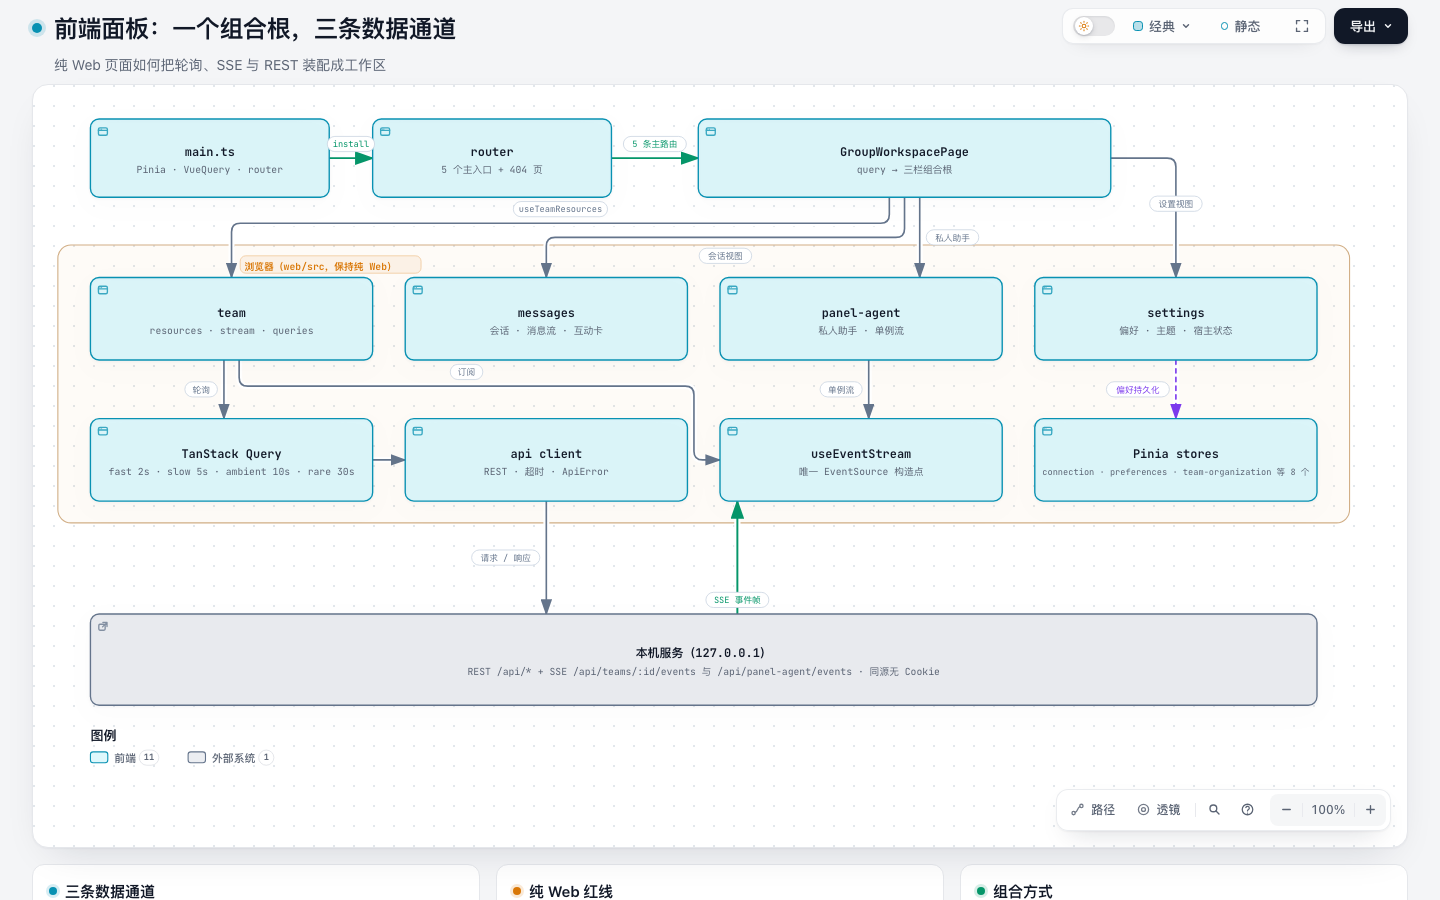 前端面板：一个组合根，三条数据通道
经典
静态
导出
纯 Web 页面如何把轮询、SSE 与 REST 装配成工作区
main.ts
Pinia · VueQuery · router
install
router
5 个主入口 + 404 页
5 条主路由
GroupWorkspacePage
query → 三栏组合根
useTeamResources
设置视图
私人助手
会话视图
浏览器（web/src，保持纯 Web）
team
resources · stream · queries
messages
会话 · 消息流 · 互动卡
panel-agent
私人助手 · 单例流
settings
偏好 · 主题 · 宿主状态
轮询
订阅
单例流
偏好持久化
TanStack Query
fast 2s · slow 5s · ambient 10s · rare 30s
api client
REST · 超时 · ApiError
useEventStream
唯一 EventSource 构造点
Pinia stores
connection · preferences · team-organization 等 8 个
请求 / 响应
SSE 事件帧
本机服务（127.0.0.1）
REST /api/* + SSE /api/teams/:id/events 与 /api/panel-agent/events · 同源无 Cookie
图例
前端 11
外部系统 1
路径
透镜
100%
三条数据通道
纯 Web 红线
组合方式